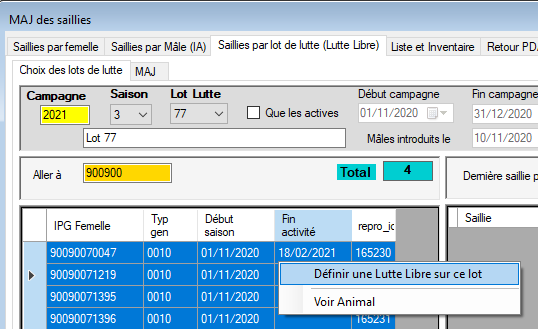 MAJ des saillies
Saillies par femelle Saillies par Mâle (IA) Saillies par lot de lutte (Lutte Libre) Liste et Inventaire Retour PD
Choix des lots de lutte MAJ
Campagne Saison Lot Lutte Début campagne Fin campagne
2021 3 77 Que les actives 01/11/2020 31/12/2020
Lot 77 Mâles introduits le 10/11/2020
Aller à 900900 Total 4 Dernière saillie p
IPG Femelle Typ gen Début saison Fin activité repro_ic Saillie
90090070047 0010 01/11/2020 18/02/2021 165230
90090071219 0010 01/11/2020
Définir une Lutte Libre sur ce lot
90090071395 0010 01/11/2020
Voir Animal
90090071396 0010 01/11/2020 165231